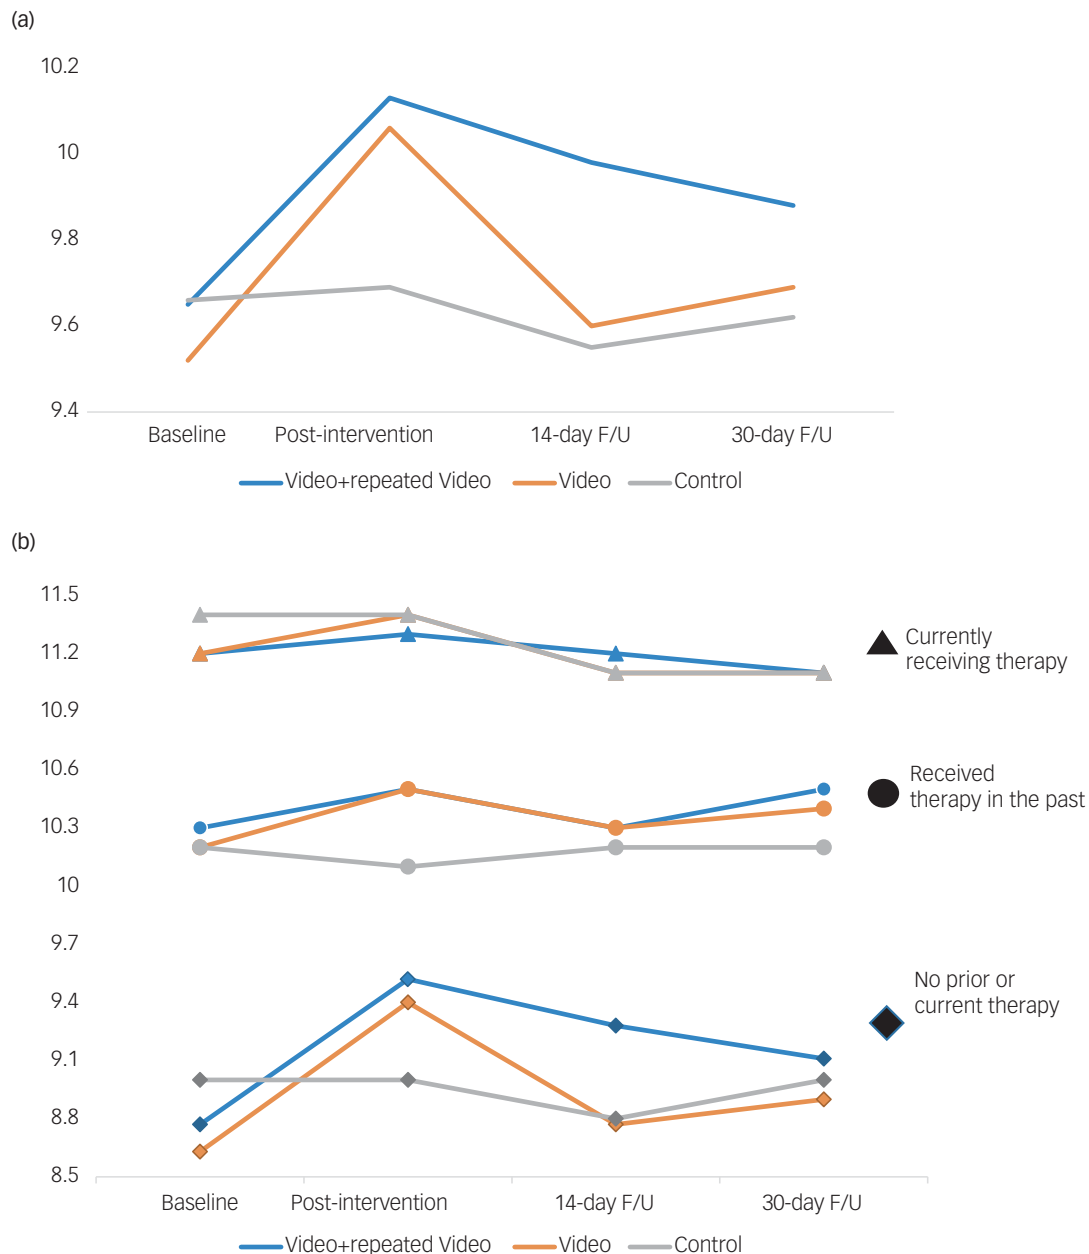 (a)
10.2
10
9.8
9.6
9.4
Baseline Post-intervention 14-day F/U 30-day F/U
Video+repeated Video Video Control
(b)
11.5
11.2
10.9
10.6
10.3
10
9.7
9.4
9.1
8.8
8.5
Currently
receiving therapy
Received
therapy in the past
No prior or
current therapy
Baseline Post-intervention 14-day F/U 30-day F/U
Video+repeated Video Video Control